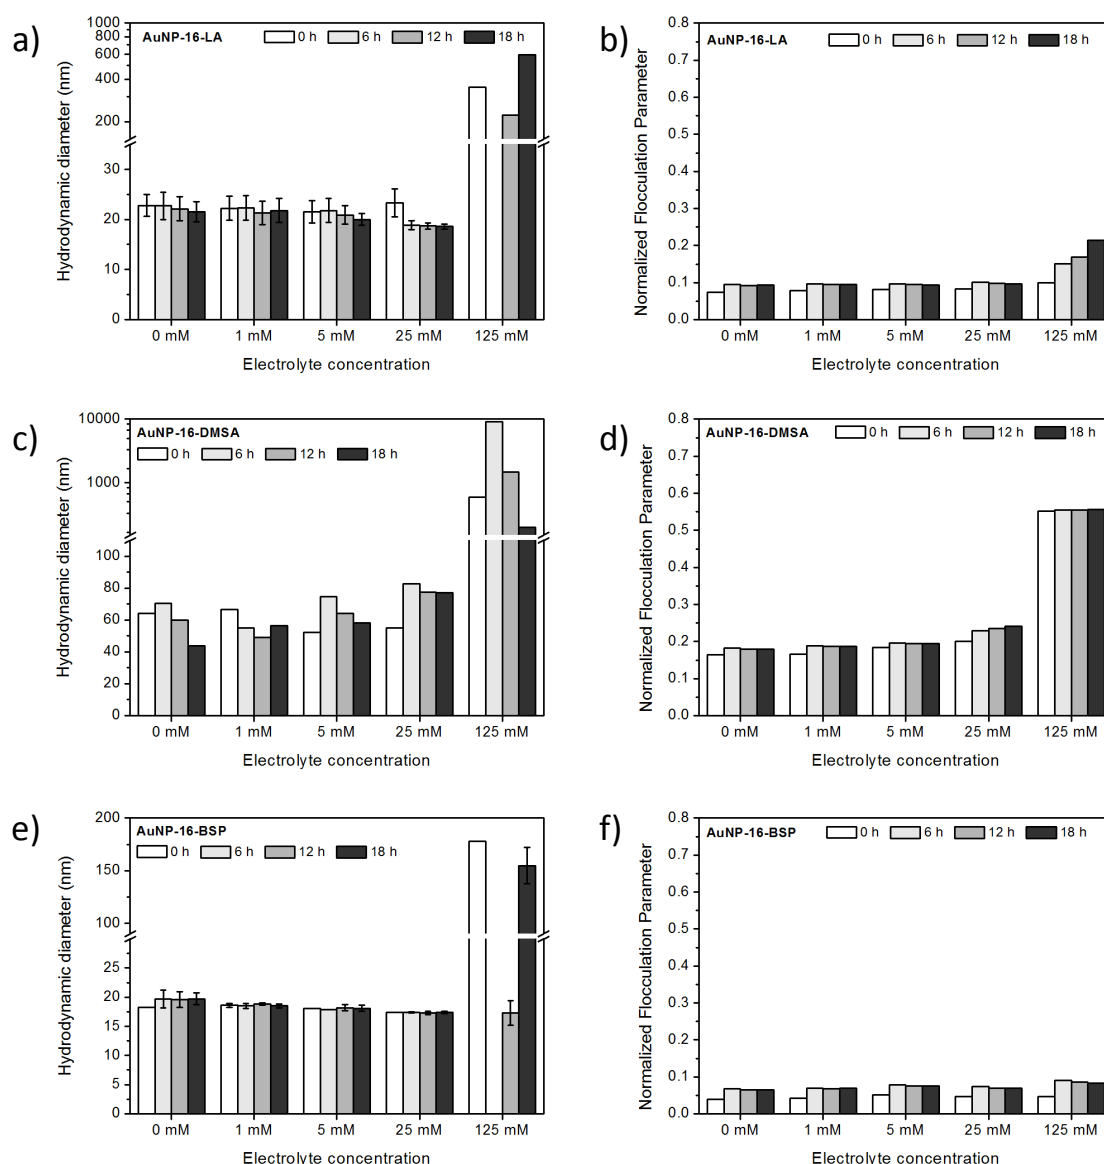 a)
AuNP-16-LA 0 h 6 h 12 h 18 h
Hydrodynamic diameter (nm)
1000
800
600
400
200
30
20
10
0
0 mM 1 mM 5 mM 25 mM 125 mM
Electrolyte concentration
b)
AuNP-16-LA 0 h 6 h 12 h 18 h
Normalized Flocculation Parameter
0.8
0.7
0.6
0.5
0.4
0.3
0.2
0.1
0.0
0 mM 1 mM 5 mM 25 mM 125 mM
Electrolyte concentration
c)
AuNP-16-DMSA
0 h 6 h 12 h 18 h
Hydrodynamic diameter (nm)
10000
1000
100
80
60
40
20
0
0 mM 1 mM 5 mM 25 mM 125 mM
Electrolyte concentration
d)
AuNP-16-DMSA 0 h 6 h 12 h 18 h
Normalized Flocculation Parameter
0.8
0.7
0.6
0.5
0.4
0.3
0.2
0.1
0.0
0 mM 1 mM 5 mM 25 mM 125 mM
Electrolyte concentration
e)
AuNP-16-BSP
0 h 6 h 12 h 18 h
Hydrodynamic diameter (nm)
200
150
100
25
20
15
10
5
0
0 mM 1 mM 5 mM 25 mM 125 mM
Electrolyte concentration
f)
AuNP-16-BSP 0 h 6 h 12 h 18 h
Normalized Flocculation Parameter
0.8
0.7
0.6
0.5
0.4
0.3
0.2
0.1
0.0
0 mM 1 mM 5 mM 25 mM 125 mM
Electrolyte concentration